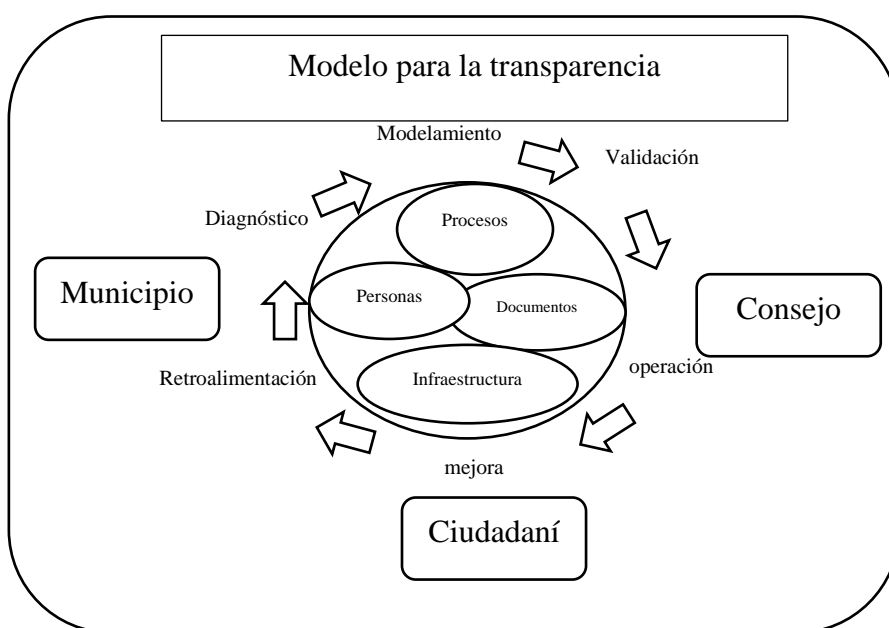 Modelo para la transparencia
Modelamiento
Validación
Diagnóstico
Procesos
Municipio
Personas
Documentos
Consejo
Retroalimentación
Infraestructura
operación
mejora
Ciudadaní